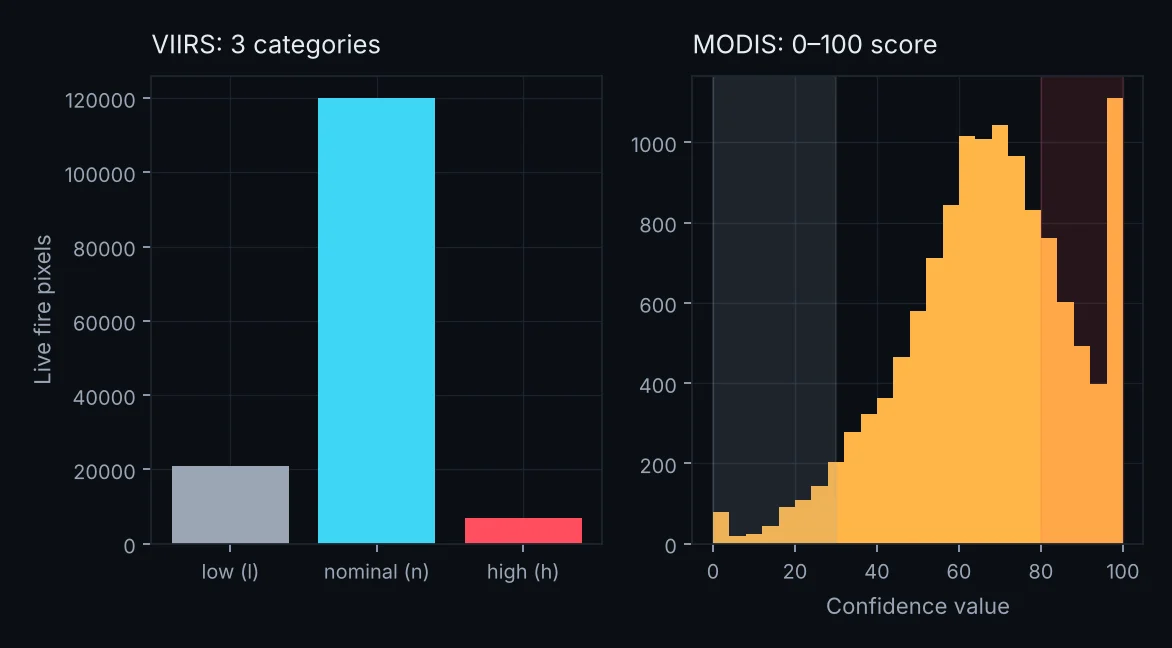 VIIRS: 3 categories
Live fire pixels
120000
100000
80000
60000
40000
20000
0
low (l)
nominal (n)
high (h)
MODIS: 0–100 score
1000
800
600
400
200
0
0
20
40
60
80
100
Confidence value